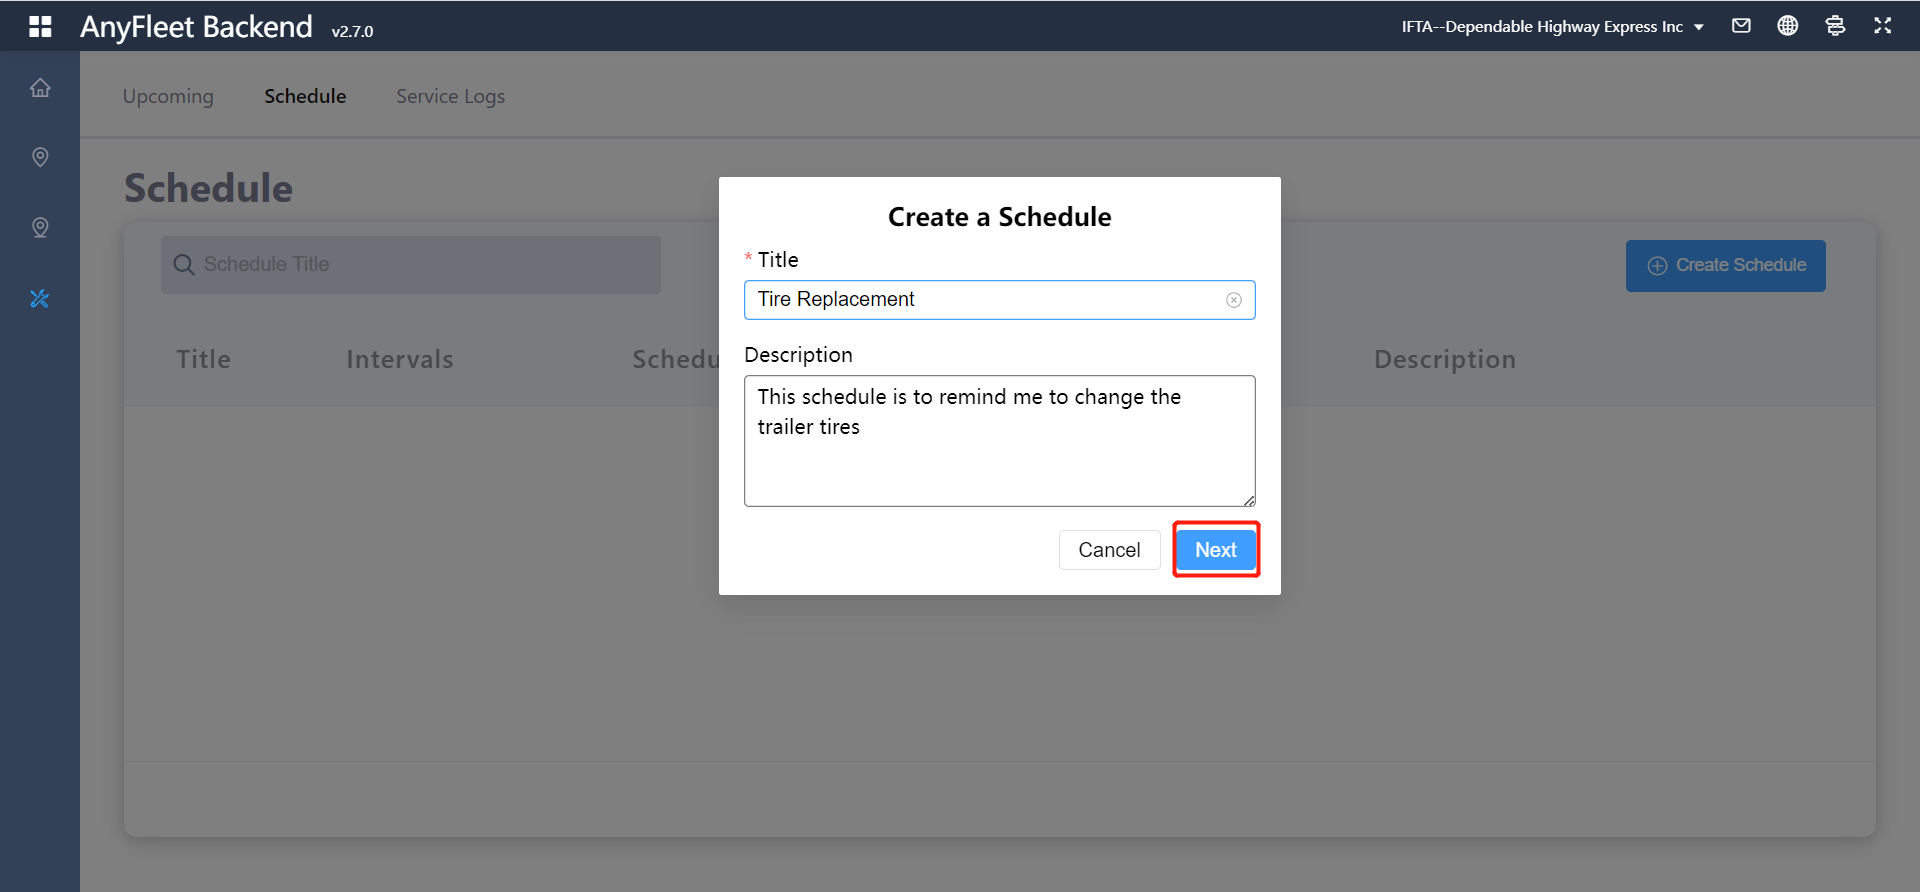 AnyFleet Backend v2.7.0
IFTA--Dependable Highway Express Inc
Upcoming Schedule Service Logs
Schedule
Schedule Title
Create Schedule
Title Intervals Schedu Description
Create a Schedule
* Title
Tire Replacement
Description
This schedule is to remind me to change the
trailer tires
Cancel Next